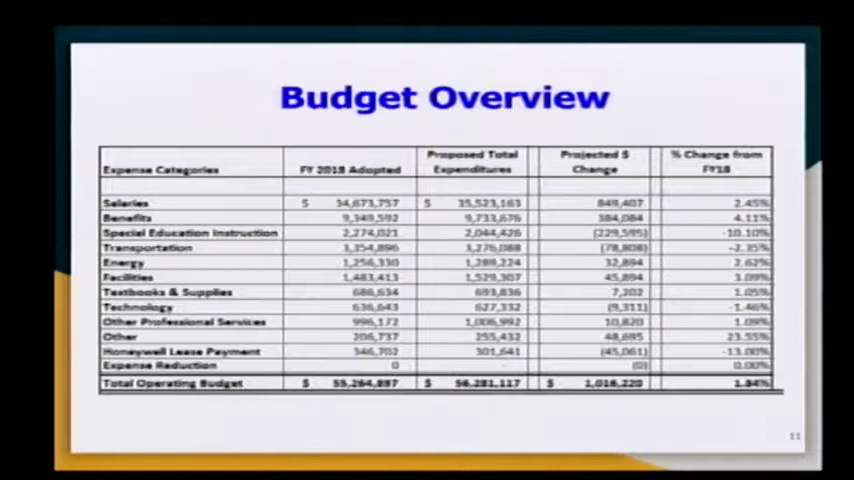 Budget Overview
Expense Categories FY 2018 Adopted Proposed Total Expenditures Projected $ Change % Change from FY18
Salaries $ 34,673,757 $ 35,523,163 849,407 2.45%
Benefits 9,349,592 9,733,676 384,084 4.11%
Special Education Instruction 2,274,021 2,044,426 (229,595) -10.10%
Transportation 3,354,896 3,276,088 (78,808) -2.35%
Energy 1,256,330 1,289,224 32,894 2.62%
Facilities 1,483,413 1,529,307 45,894 3.09%
Textbooks & Supplies 686,634 693,836 7,202 1.05%
Technology 636,643 627,332 (9,311) -1.46%
Other Professional Services 996,172 1,006,992 10,820 1.09%
Other 206,737 255,432 48,695 23.55%
Honeywell Lease Payment 346,702 301,641 (45,061) -13.00%
Expense Reduction 0 - (0) 0.00%
Total Operating Budget $ 55,264,897 $ 56,281,117 $ 1,016,220 1.84%
11